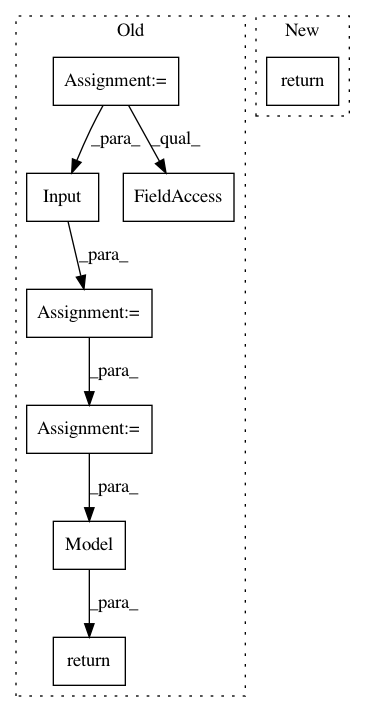 Old
New
Assignment:=
return
_para_
_qual_
Input
FieldAccess
_para_
Assignment:=
_para_
Assignment:=
_para_
Model
_para_
return